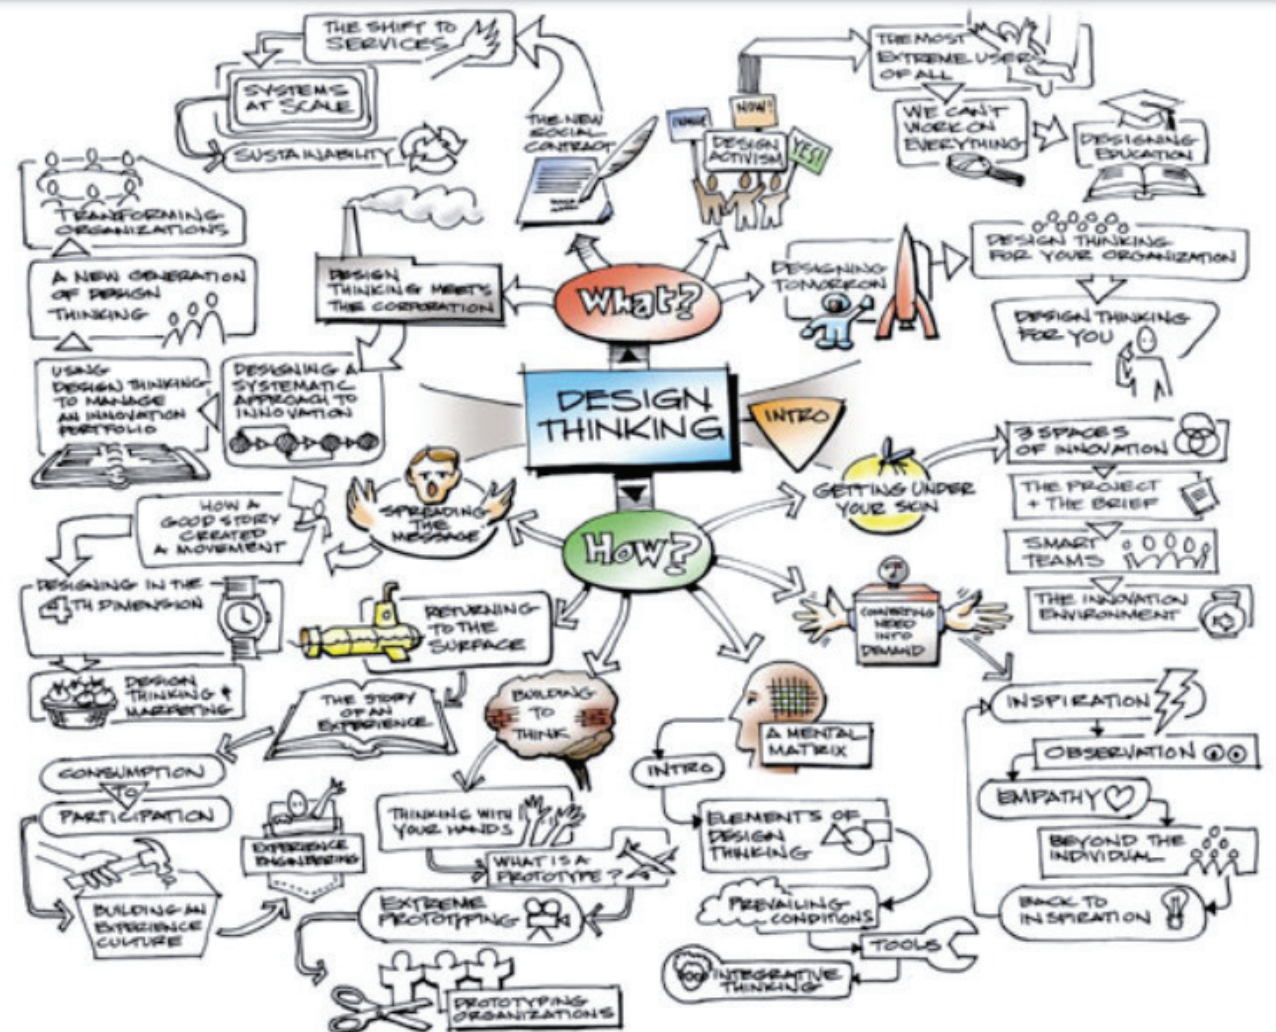 THE SHIFT TO
SERVICES
SYSTEMS
AT SCALE
SUSTAINABILITY
THE NEW
SOCIAL
CONTRACT
NOW!
DESIGN
ACTIVISM
YES!
THE MOST
EXTREME USERS
OF ALL
WE CAN'T
WORK ON
EVERYTHING
DESIGNING
EDUCATION
TRANSFORMING
ORGANIZATIONS
A NEW GENERATION
OF DESIGN
THINKING
USING
DESIGN THINKING
TO MANAGE
AN INNOVATION
PORTFOLIO
DESIGNING A
SYSTEMATIC
APPROACH TO
INNOVATION
DESIGN
THINKING MEETS
THE CORPORATION
What?
DESIGNING
TOMORROW
DESIGN THINKING
FOR YOUR ORGANIZATION
DESIGN THINKING
FOR YOU
DESIGN
THINKING
INTRO
How?
GETTING UNDER
YOUR SKIN
3 SPACES
OF INNOVATION
THE PROJECT
+ THE BRIEF
SMART
TEAMS
THE INNOVATION
ENVIRONMENT
SPREADING
THE
MESSAGE
HOW A
GOOD STORY
CREATED
A MOVEMENT
DESIGNING IN THE
4TH DIMENSION
DESIGN
THINKING +
MARKETING
RETURNING
TO THE
SURFACE
THE STORY
OF AN
EXPERIENCE
CONSUMPTION
TO
PARTICIPATION
BUILDING AN
EXPERIENCE
CULTURE
EXPERIENCE
ENGINEERING
BUILDING
TO
THINK
THINKING WITH
YOUR HANDS
WHAT IS A
PROTOTYPE?
EXTREME
PROTOTYPING
PROTOTYPING
ORGANIZATIONS
A MENTAL
MATRIX
INTRO
ELEMENTS OF
DESIGN
THINKING
PREVAILING
CONDITIONS
TOOLS
INTEGRATIVE
THINKING
CONVERTING
NEED
INTO
DEMAND
INSPIRATION
OBSERVATION
EMPATHY
BEYOND THE
INDIVIDUAL
BACK TO
INSPIRATION